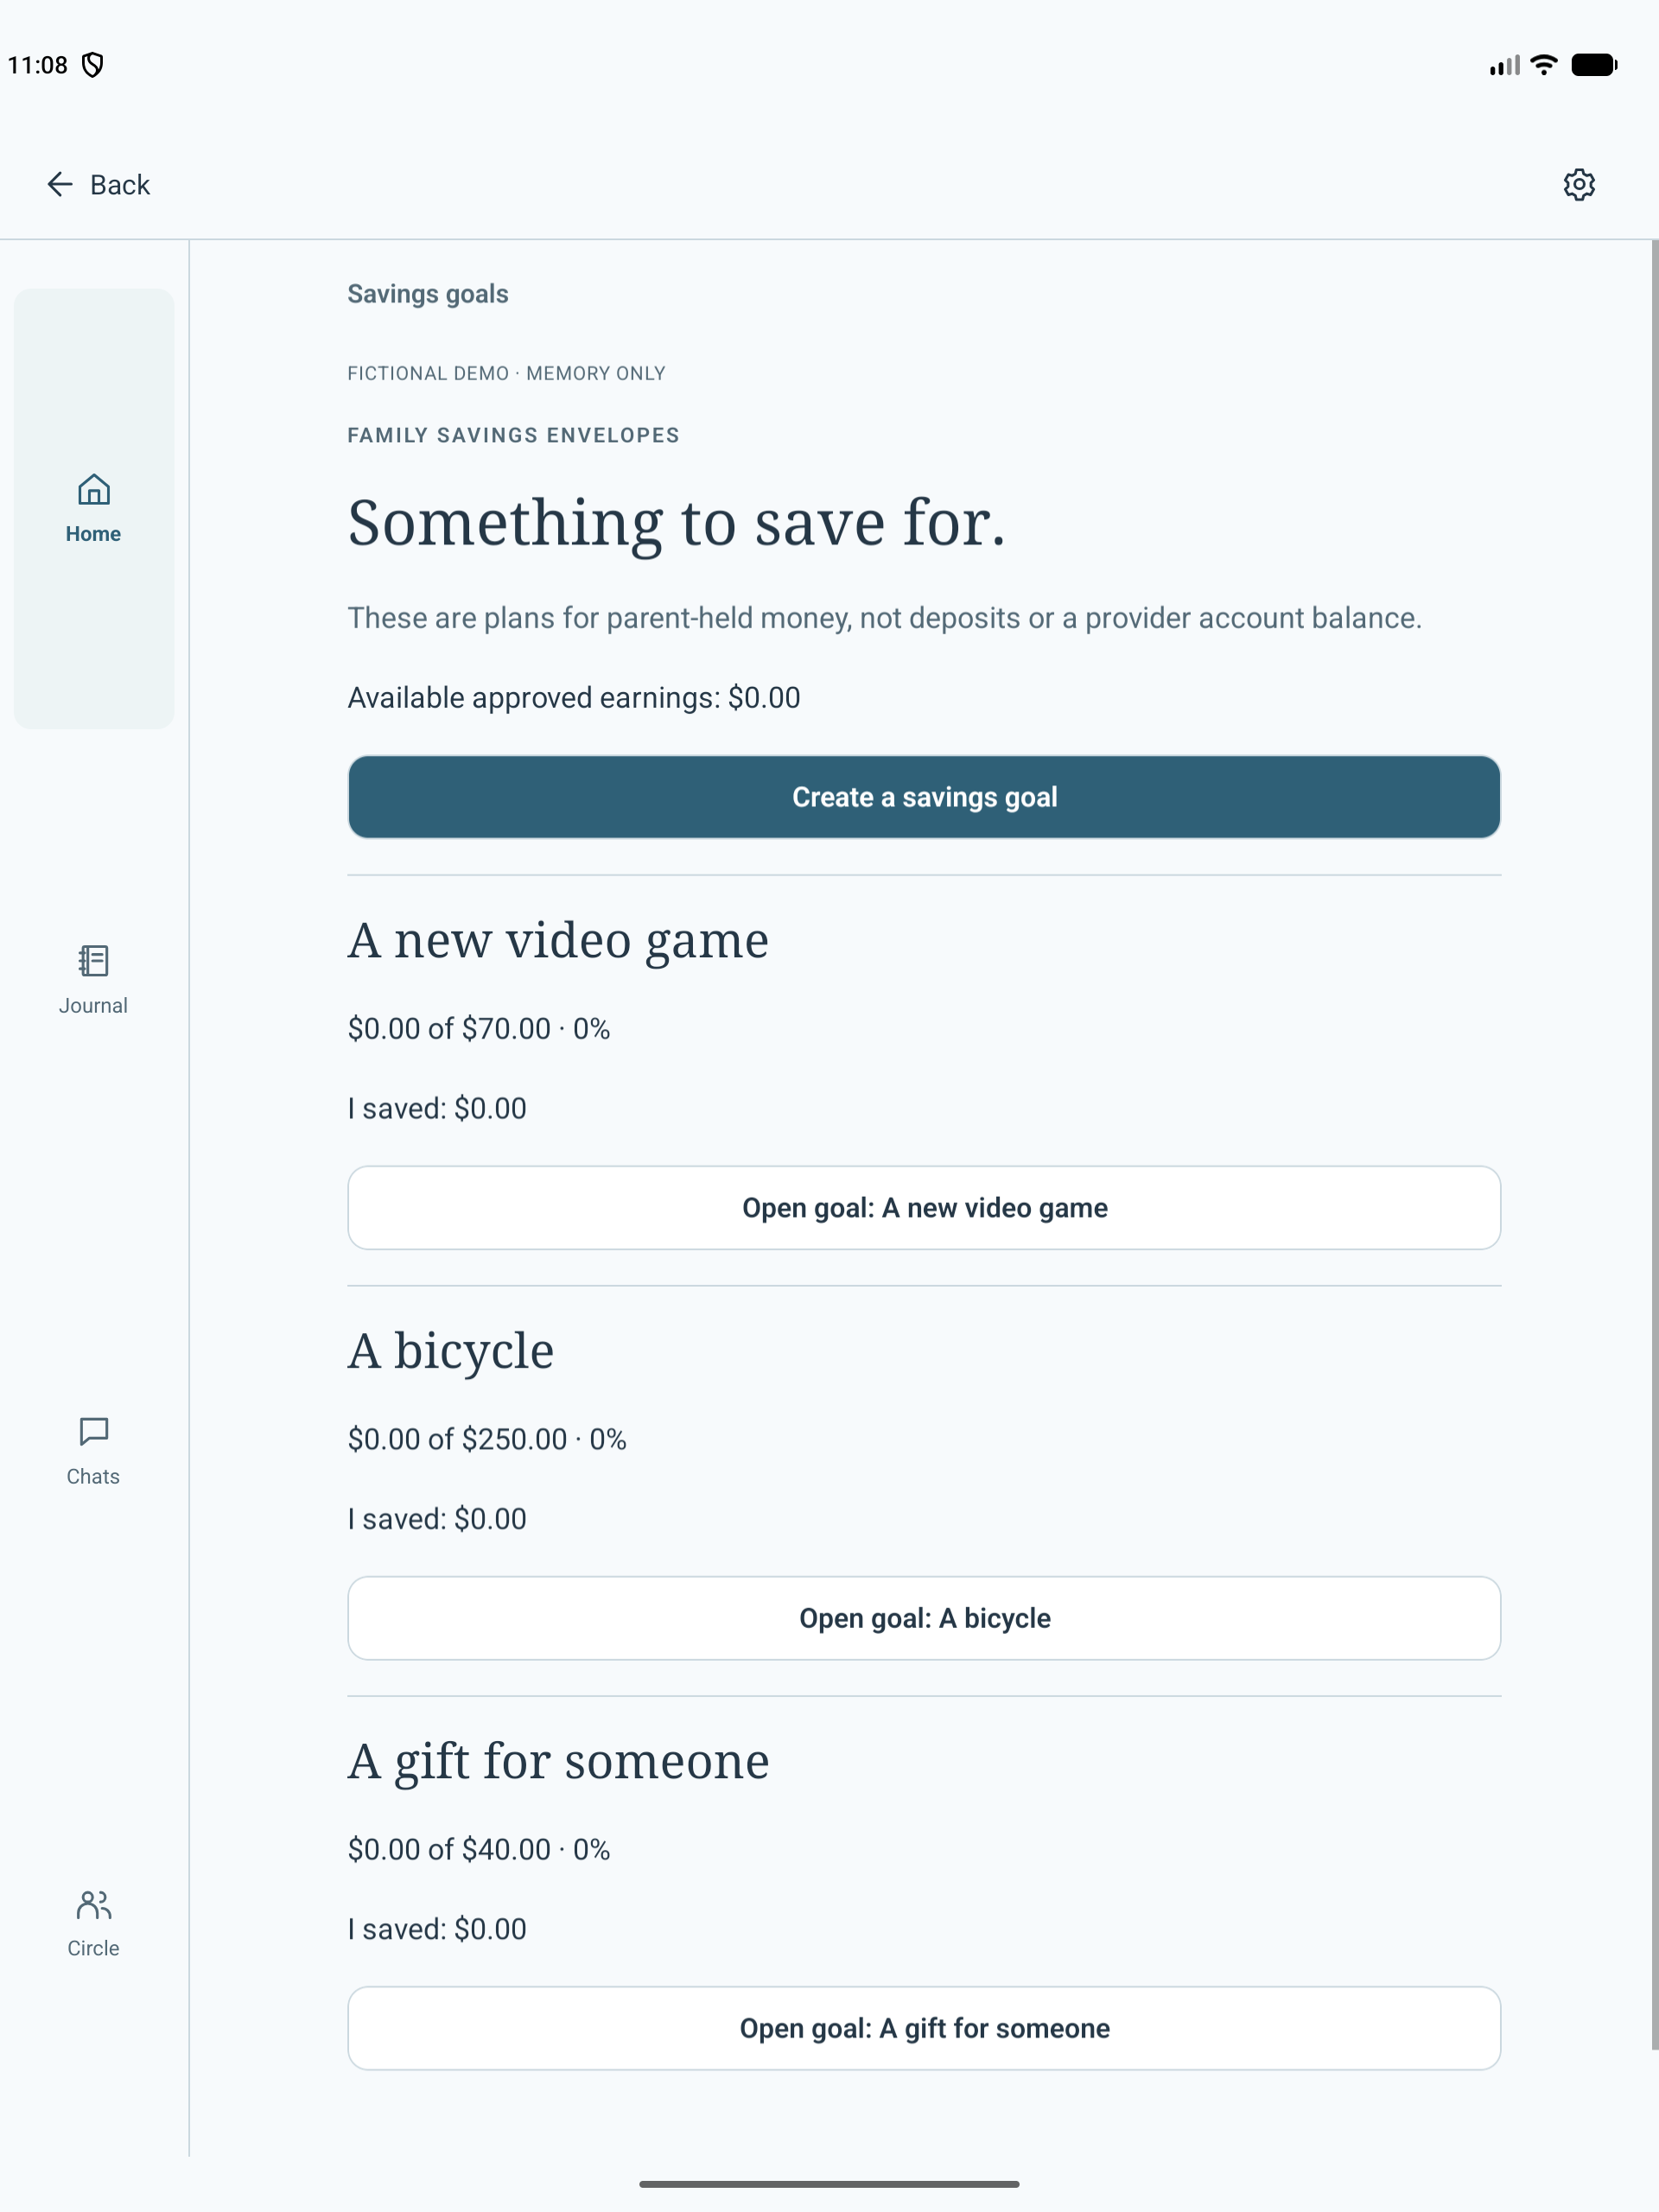 11:08
Back
Savings goals
FICTIONAL DEMO · MEMORY ONLY
FAMILY SAVINGS ENVELOPES
Something to save for.
These are plans for parent-held money, not deposits or a provider account balance.
Available approved earnings: $0.00
Create a savings goal
A new video game
$0.00 of $70.00 · 0%
I saved: $0.00
Open goal: A new video game
A bicycle
$0.00 of $250.00 · 0%
I saved: $0.00
Open goal: A bicycle
A gift for someone
$0.00 of $40.00 · 0%
I saved: $0.00
Open goal: A gift for someone
Home
Journal
Chats
Circle